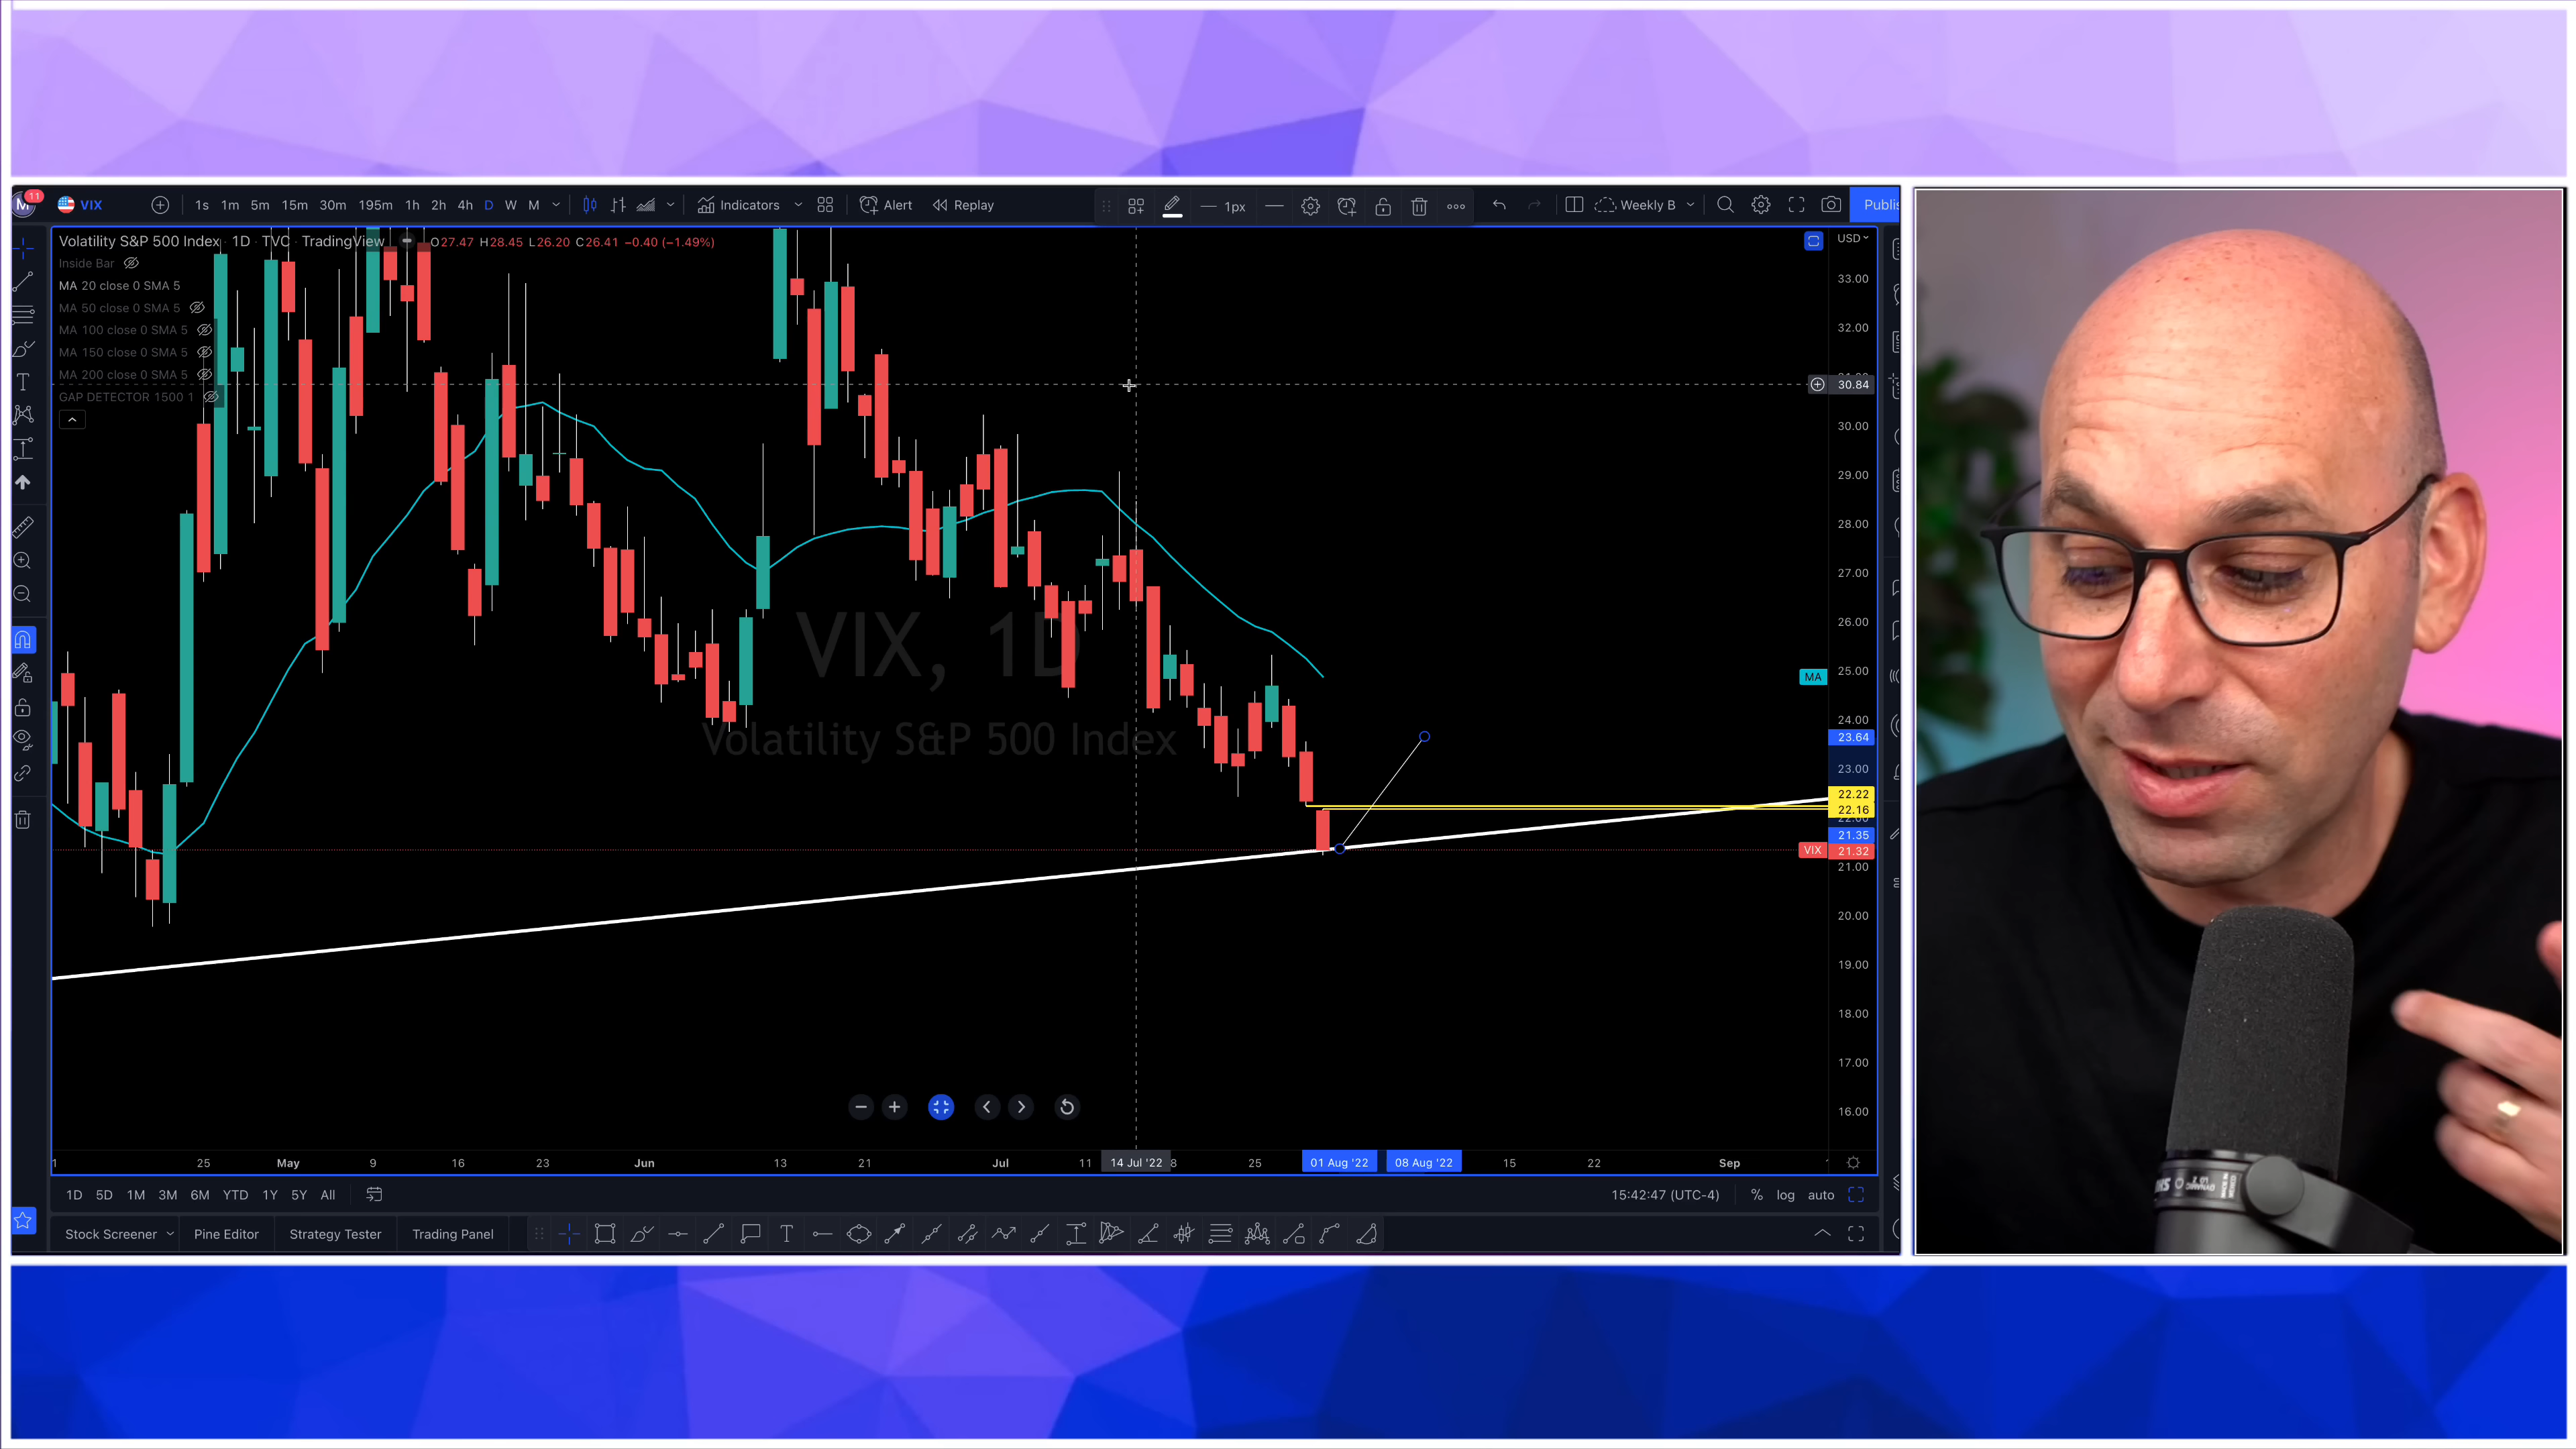 11
M VIX 1s 1m 5m 15m 30m 195m 1h 2h 4h D W M Indicators Alert Replay 1px Weekly B Publis
Volatility S&P 500 Index · 1D · TVC · TradingView O27.47 H28.45 L26.20 C26.41 −0.40 (−1.49%) USD
Inside Bar
MA 20 close 0 SMA 5
MA 50 close 0 SMA 5
MA 100 close 0 SMA 5
MA 150 close 0 SMA 5
MA 200 close 0 SMA 5
GAP DETECTOR 1500 1
VIX, 1D
Volatility S&P 500 Index
33.00
32.00
30.84
30.00
29.00
28.00
27.00
26.00
25.00
MA
24.00
23.64
23.00
22.22
22.16
22.00
21.35
VIX 21.32
21.00
20.00
19.00
18.00
17.00
16.00
25 May 9 16 23 Jun 13 21 Jul 11 14 Jul '22 8 25 01 Aug '22 08 Aug '22 15 22 Sep
1D 5D 1M 3M 6M YTD 1Y 5Y All 15:42:47 (UTC-4) % log auto
Stock Screener Pine Editor Strategy Tester Trading Panel